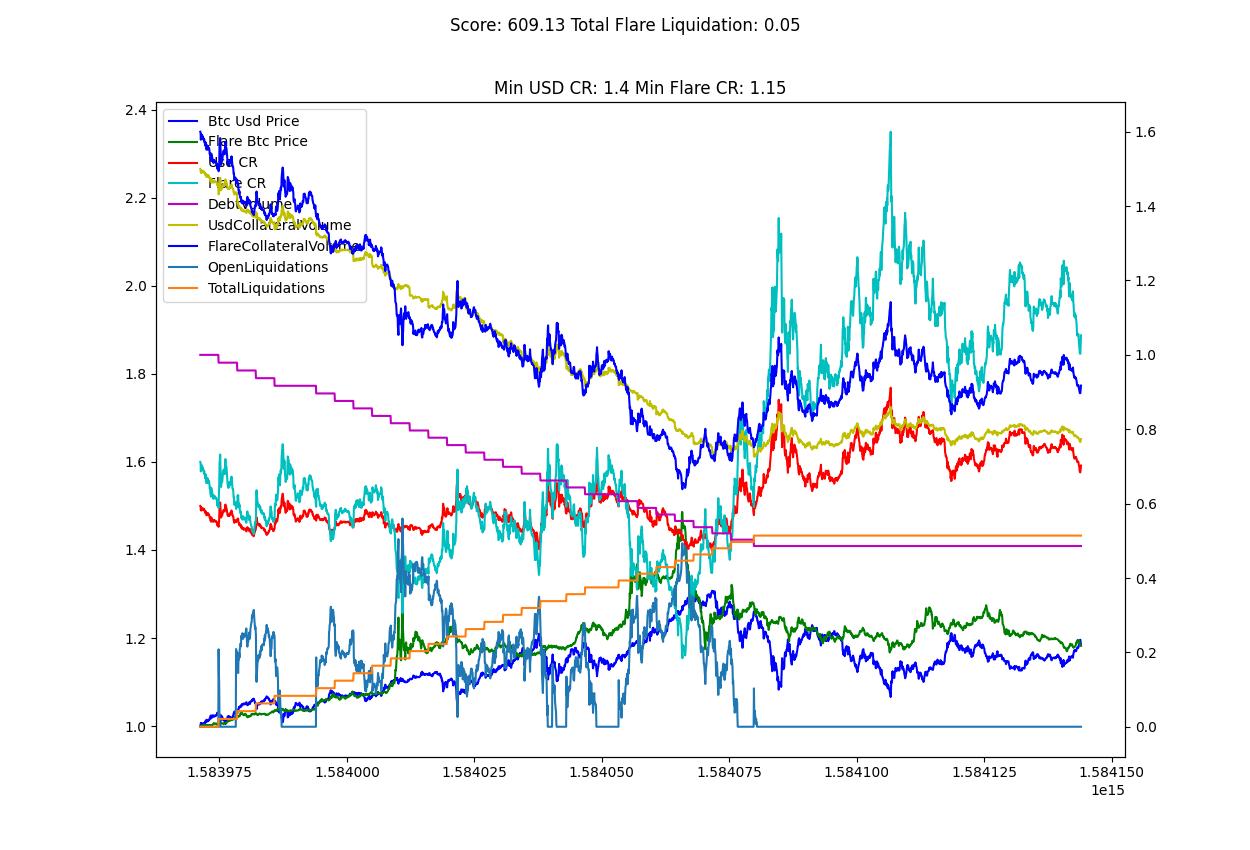 Score: 609.13 Total Flare Liquidation: 0.05
Min USD CR: 1.4 Min Flare CR: 1.15
2.4
2.2
2.0
1.8
1.6
1.4
1.2
1.0
Btc Usd Price
Flare Btc Price
Usd CR
Flare CR
DebtVolume
UsdCollateralVolume
FlareCollateralVolume
OpenLiquidations
TotalLiquidations
1.6
1.4
1.2
1.0
0.8
0.6
0.4
0.2
0.0
1.583975
1.584000
1.584025
1.584050
1.584075
1.584100
1.584125
1.584150
1e15